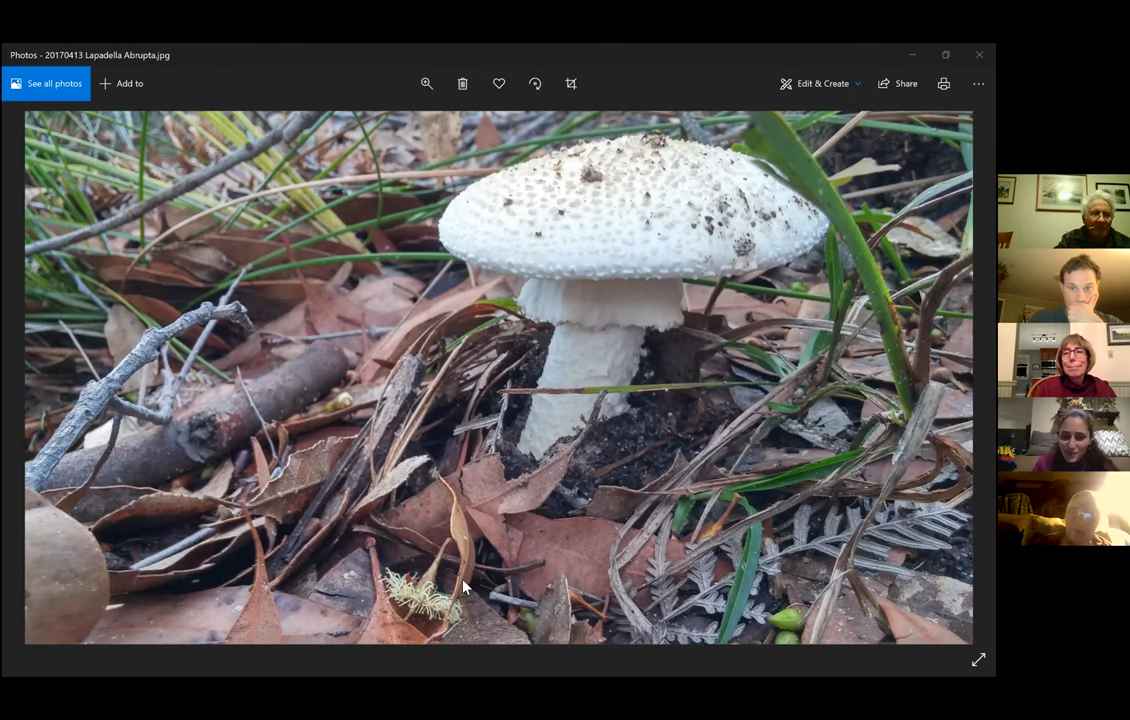 Photos - 20170413 Lapadella Abrupta.jpg
See all photos
Add to
Edit & Create
Share